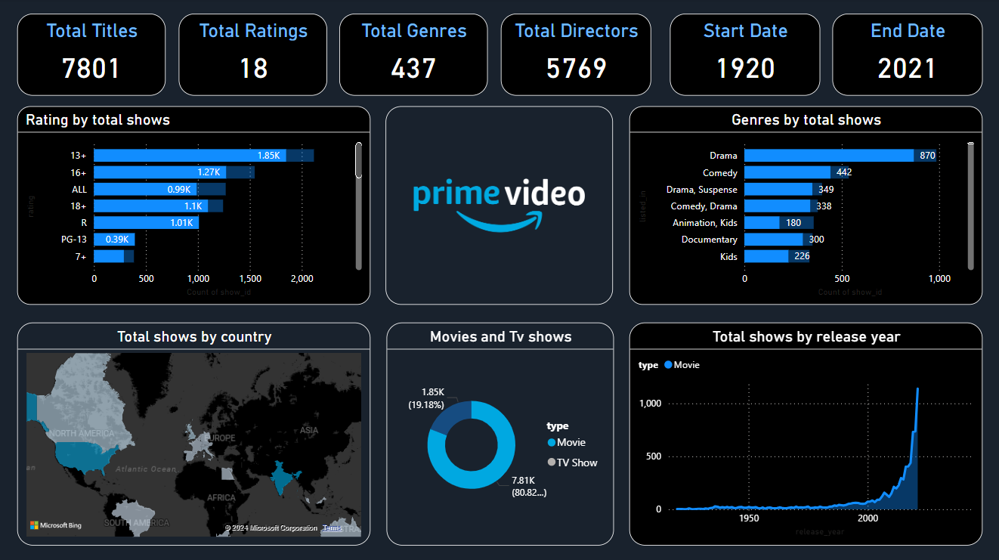 Total Titles
7801
Total Ratings
18
Total Genres
437
Total Directors
5769
Start Date
1920
End Date
2021
Rating by total shows
rating
13+
1.85K
16+
1.27K
ALL
0.99K
18+
1.1K
R
1.01K
PG-13
0.39K
7+
0
500
1,000
1,500
2,000
Count of show_id
prime video
Genres by total shows
listed_in
Drama
870
Comedy
442
Drama, Suspense
349
Comedy, Drama
338
Animation, Kids
180
Documentary
300
Kids
226
0
500
1,000
Count of show_id
Total shows by country
NORTH AMERICA
EUROPE
ASIA
an
Atlantic Ocean
AFRICA
SOUTH AMERICA
Microsoft Bing
© 2024 Microsoft Corporation Terms
Movies and Tv shows
1.85K
(19.18%)
7.81K
(80.82...)
type
Movie
TV Show
Total shows by release year
type Movie
1,000
500
0
1950
2000
release_year